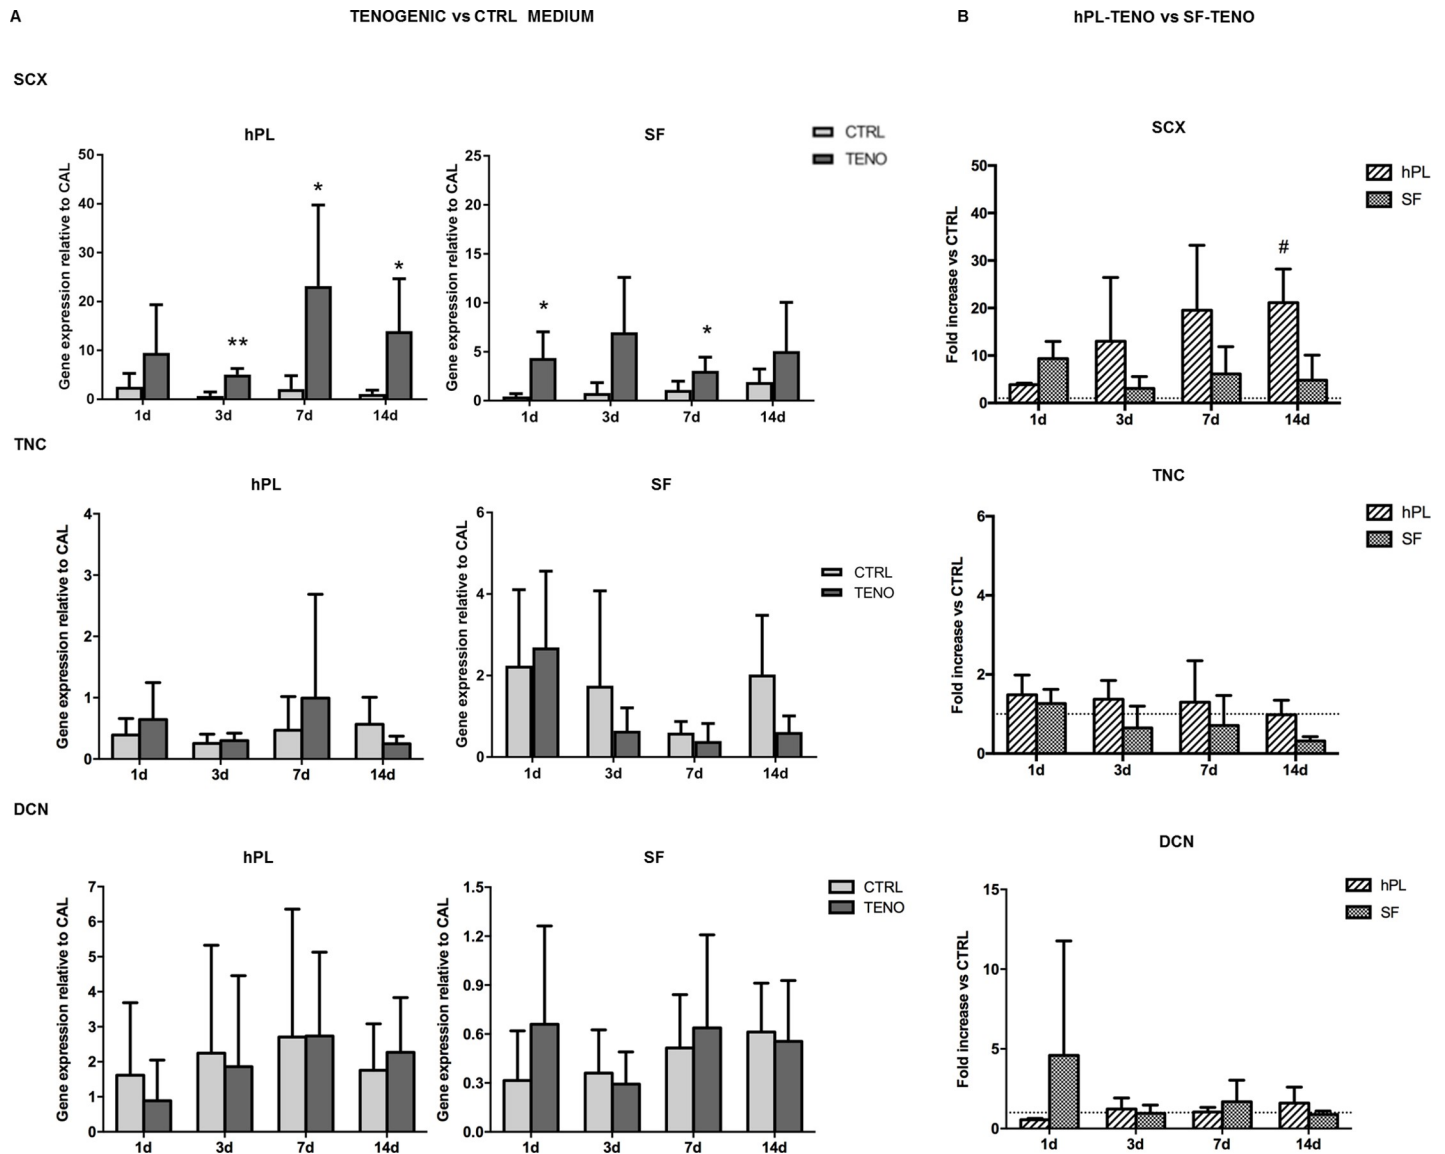 A
TENOGENIC vs CTRL MEDIUM
B
hPL-TENO vs SF-TENO
SCX
hPL
Gene expression relative to CAL
50
40
30
20
10
0
**
*
*
1d 3d 7d 14d
SF
Gene expression relative to CAL
25
20
15
10
5
0
*
*
1d 3d 7d 14d
CTRL
TENO
SCX
Fold increase vs CTRL
50
40
30
20
10
0
#
1d 3d 7d 14d
hPL
SF
TNC
hPL
Gene expression relative to CAL
4
3
2
1
0
1d 3d 7d 14d
SF
Gene expression relative to CAL
6
4
2
0
1d 3d 7d 14d
CTRL
TENO
TNC
Fold increase vs CTRL
6
4
2
0
1d 3d 7d 14d
hPL
SF
DCN
hPL
Gene expression relative to CAL
7
6
5
4
3
2
1
0
1d 3d 7d 14d
SF
Gene expression relative to CAL
1.5
1.2
0.9
0.6
0.3
0.0
1d 3d 7d 14d
CTRL
TENO
DCN
Fold increase vs CTRL
15
10
5
0
1d 3d 7d 14d
hPL
SF